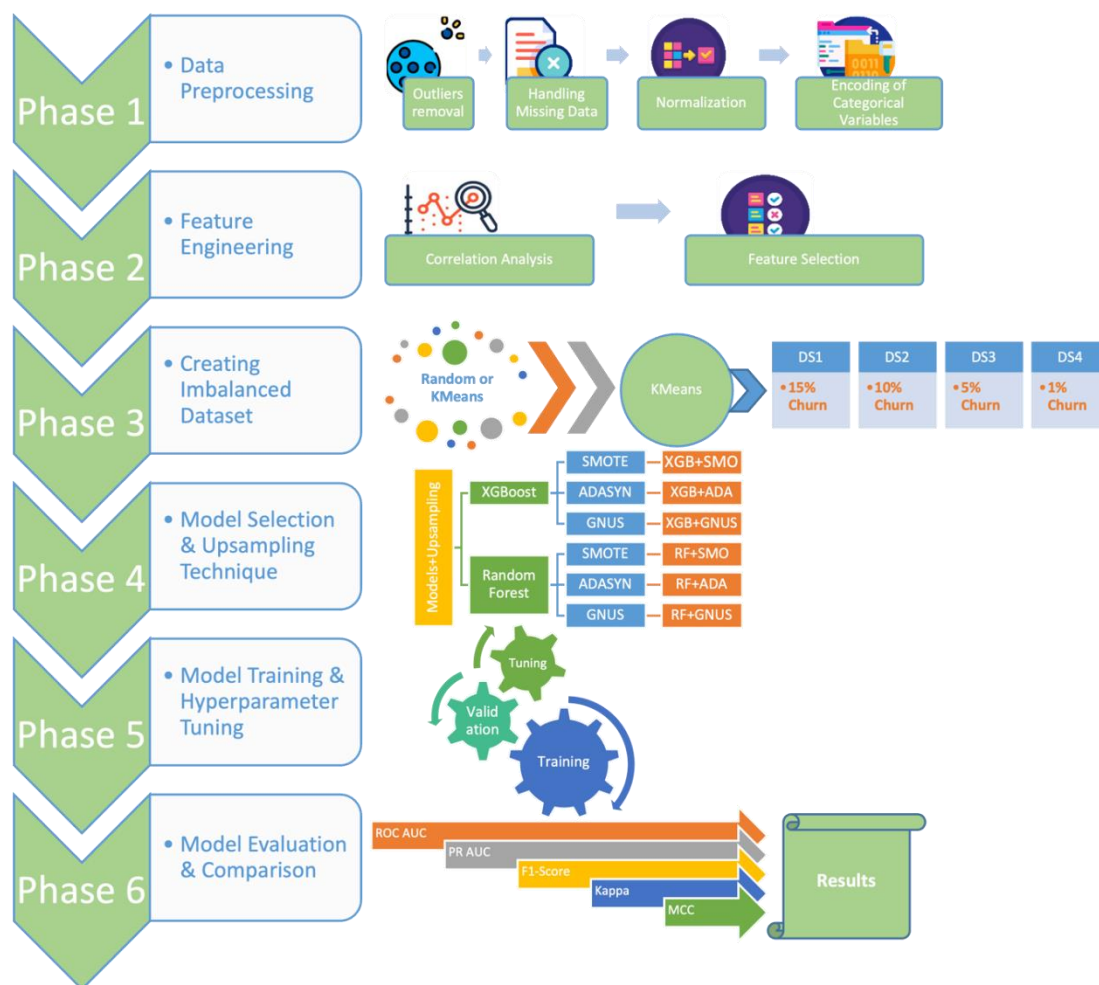 Phase 1
• Data
Preprocessing
Outliers
removal
Handling
Missing Data
Normalization
0011
0110
Encoding of
Categorical
Variables
Phase 2
• Feature
Engineering
Correlation Analysis
Feature Selection
Phase 3
• Creating
Imbalanced
Dataset
Random or
KMeans
KMeans
DS1
DS2
DS3
DS4
• 15%
Churn
• 10%
Churn
• 5%
Churn
• 1%
Churn
Phase 4
• Model Selection
& Upsampling
Technique
Models+Upsampling
XGBoost
SMOTE
XGB+SMO
ADASYN
XGB+ADA
GNUS
XGB+GNUS
Random
Forest
SMOTE
RF+SMO
ADASYN
RF+ADA
GNUS
RF+GNUS
Phase 5
• Model Training &
Hyperparameter
Tuning
Tuning
Valid
ation
Training
Phase 6
• Model Evaluation
& Comparison
ROC AUC
PR AUC
F1-Score
Kappa
MCC
Results